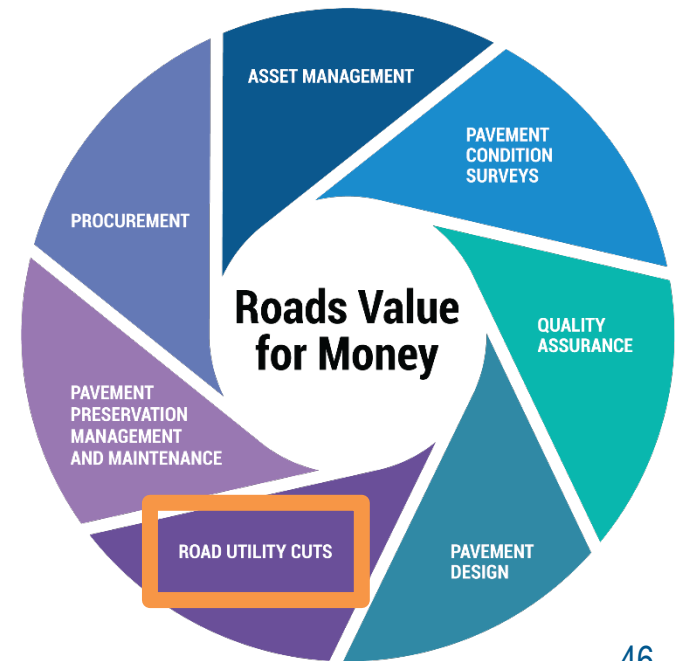 ASSET MANAGEMENT
PAVEMENT
CONDITION
SURVEYS
QUALITY
ASSURANCE
PAVEMENT
DESIGN
ROAD UTILITY CUTS
PAVEMENT
PRESERVATION
MANAGEMENT
AND MAINTENANCE
PROCUREMENT
Roads Value
for Money
46